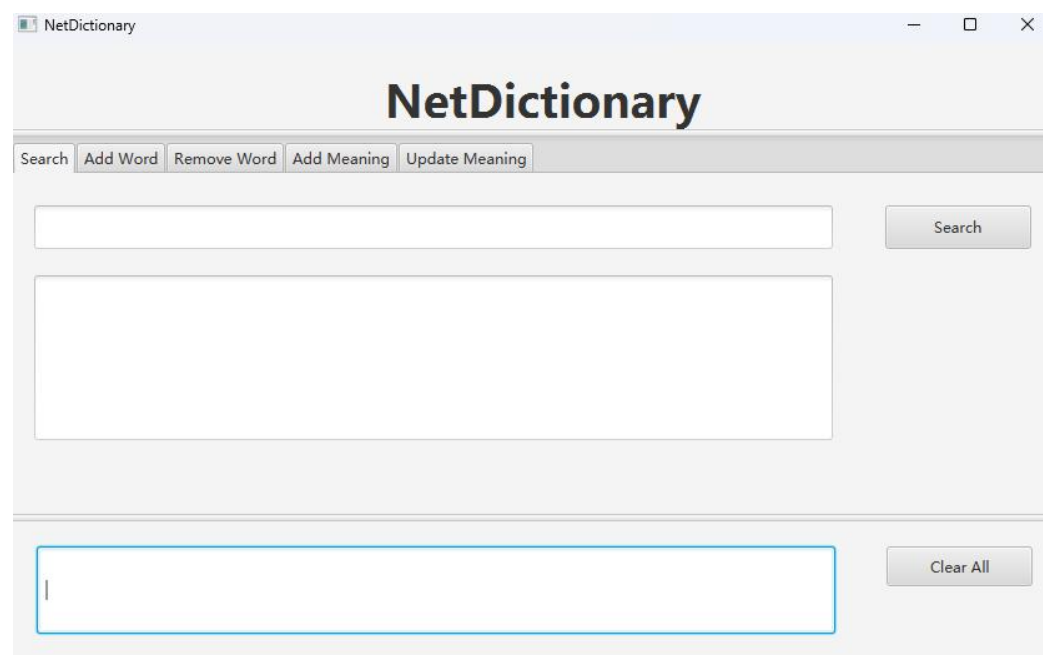 NetDictionary
NetDictionary
Search Add Word Remove Word Add Meaning Update Meaning
Search
Clear All